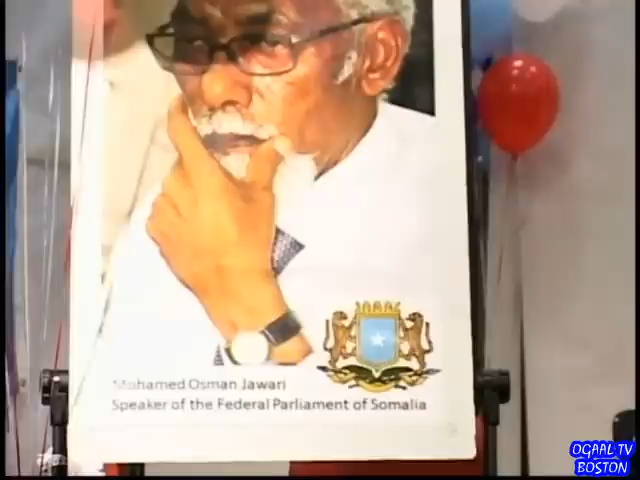 Mohamed Osman Jawari
Speaker of the Federal Parliament of Somalia
OGAAL TV
BOSTON